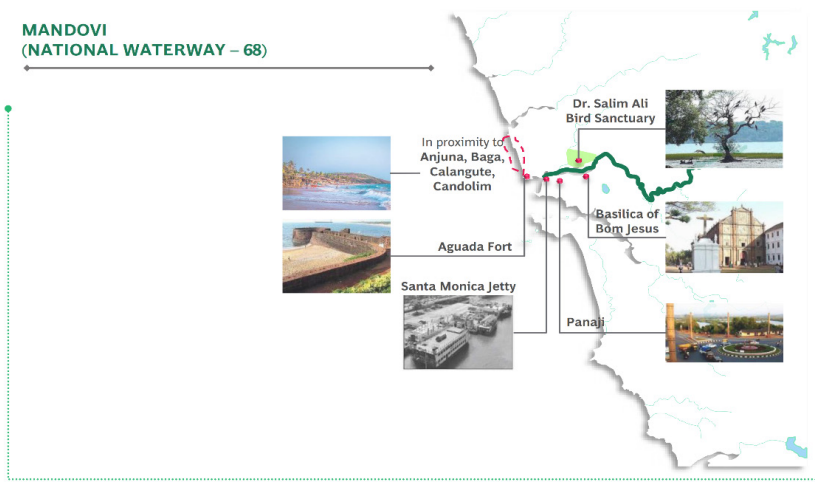 MANDOVI
(NATIONAL WATERWAY – 68)
Dr. Salim Ali
Bird Sanctuary
In proximity to
Anjuna, Baga,
Calangute,
Candolim
Basilica of
Bom Jesus
Aguada Fort
Santa Monica Jetty
Panaji